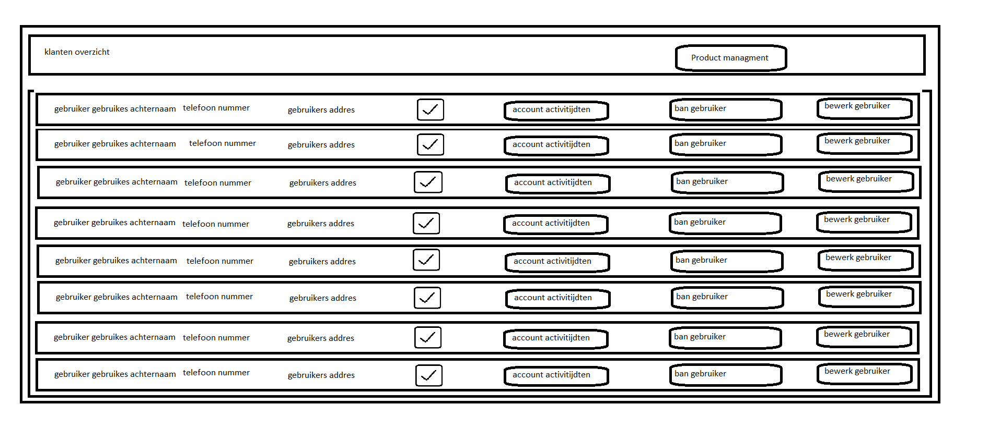 klanten overzicht Product managment
gebruiker gebruikes achternaam telefoon nummer gebruikers addres account activitijdten ban gebruiker bewerk gebruiker
gebruiker gebruikes achternaam telefoon nummer gebruikers addres account activitijdten ban gebruiker bewerk gebruiker
gebruiker gebruikes achternaam telefoon nummer gebruikers addres account activitijdten ban gebruiker bewerk gebruiker
gebruiker gebruikes achternaam telefoon nummer gebruikers addres account activitijdten ban gebruiker bewerk gebruiker
gebruiker gebruikes achternaam telefoon nummer gebruikers addres account activitijdten ban gebruiker bewerk gebruiker
gebruiker gebruikes achternaam telefoon nummer gebruikers addres account activitijdten ban gebruiker bewerk gebruiker
gebruiker gebruikes achternaam telefoon nummer gebruikers addres account activitijdten ban gebruiker bewerk gebruiker
gebruiker gebruikes achternaam telefoon nummer gebruikers addres account activitijdten ban gebruiker bewerk gebruiker